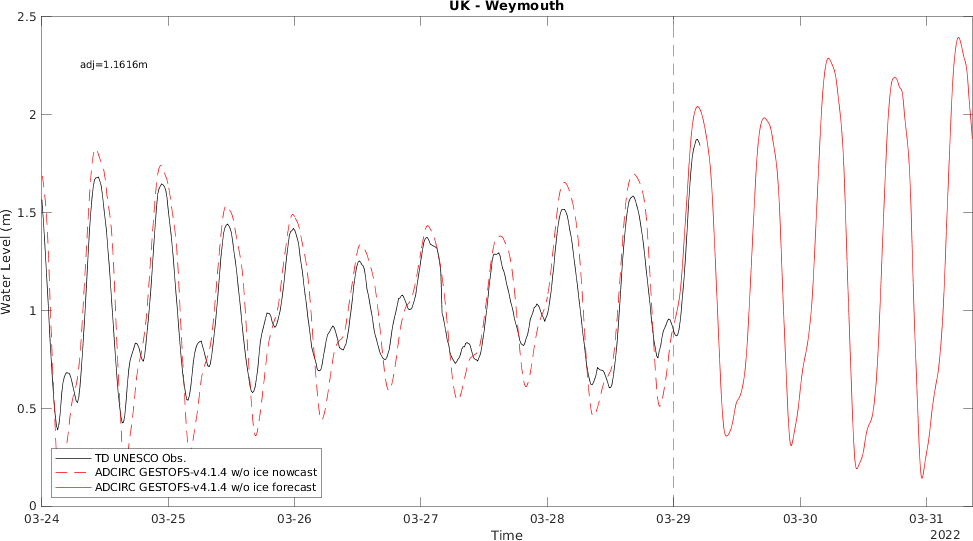 UK - Weymouth
adj=1.1616m
Water Level (m)
2.5
2
1.5
1
0.5
0
TD UNESCO Obs.
ADCIRC GESTOFS-v4.1.4 w/o ice nowcast
ADCIRC GESTOFS-v4.1.4 w/o ice forecast
03-24 03-25 03-26 03-27 03-28 03-29 03-30 03-31
Time
2022